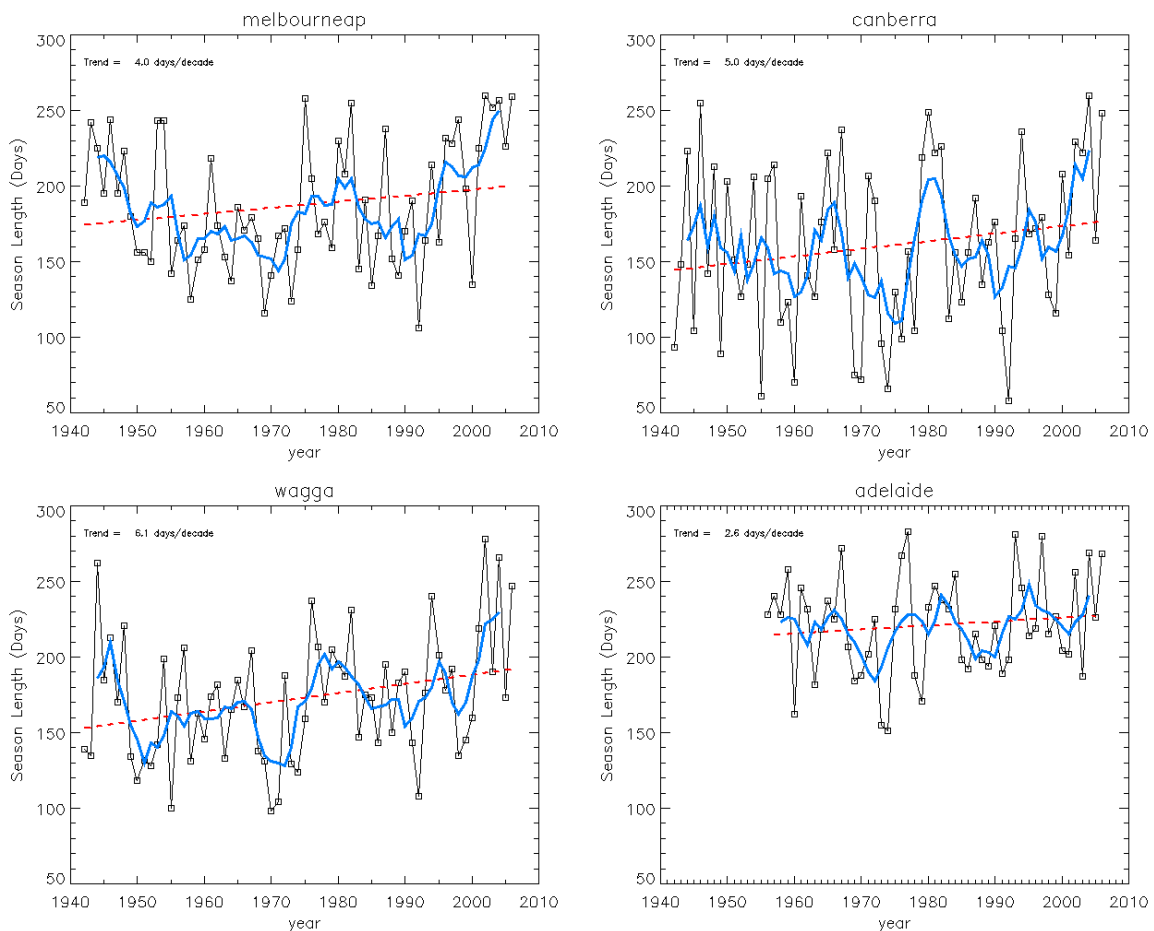 melbourneap
Trend = 4.0 days/decade
300
250
200
150
100
50
Season Length (Days)
1940 1950 1960 1970 1980 1990 2000 2010
year
canberra
Trend = 5.0 days/decade
300
250
200
150
100
50
Season Length (Days)
1940 1950 1960 1970 1980 1990 2000 2010
year
wagga
Trend = 6.1 days/decade
300
250
200
150
100
50
Season Length (Days)
1940 1950 1960 1970 1980 1990 2000 2010
year
adelaide
Trend = 2.6 days/decade
300
250
200
150
100
50
Season Length (Days)
1940 1950 1960 1970 1980 1990 2000 2010
year